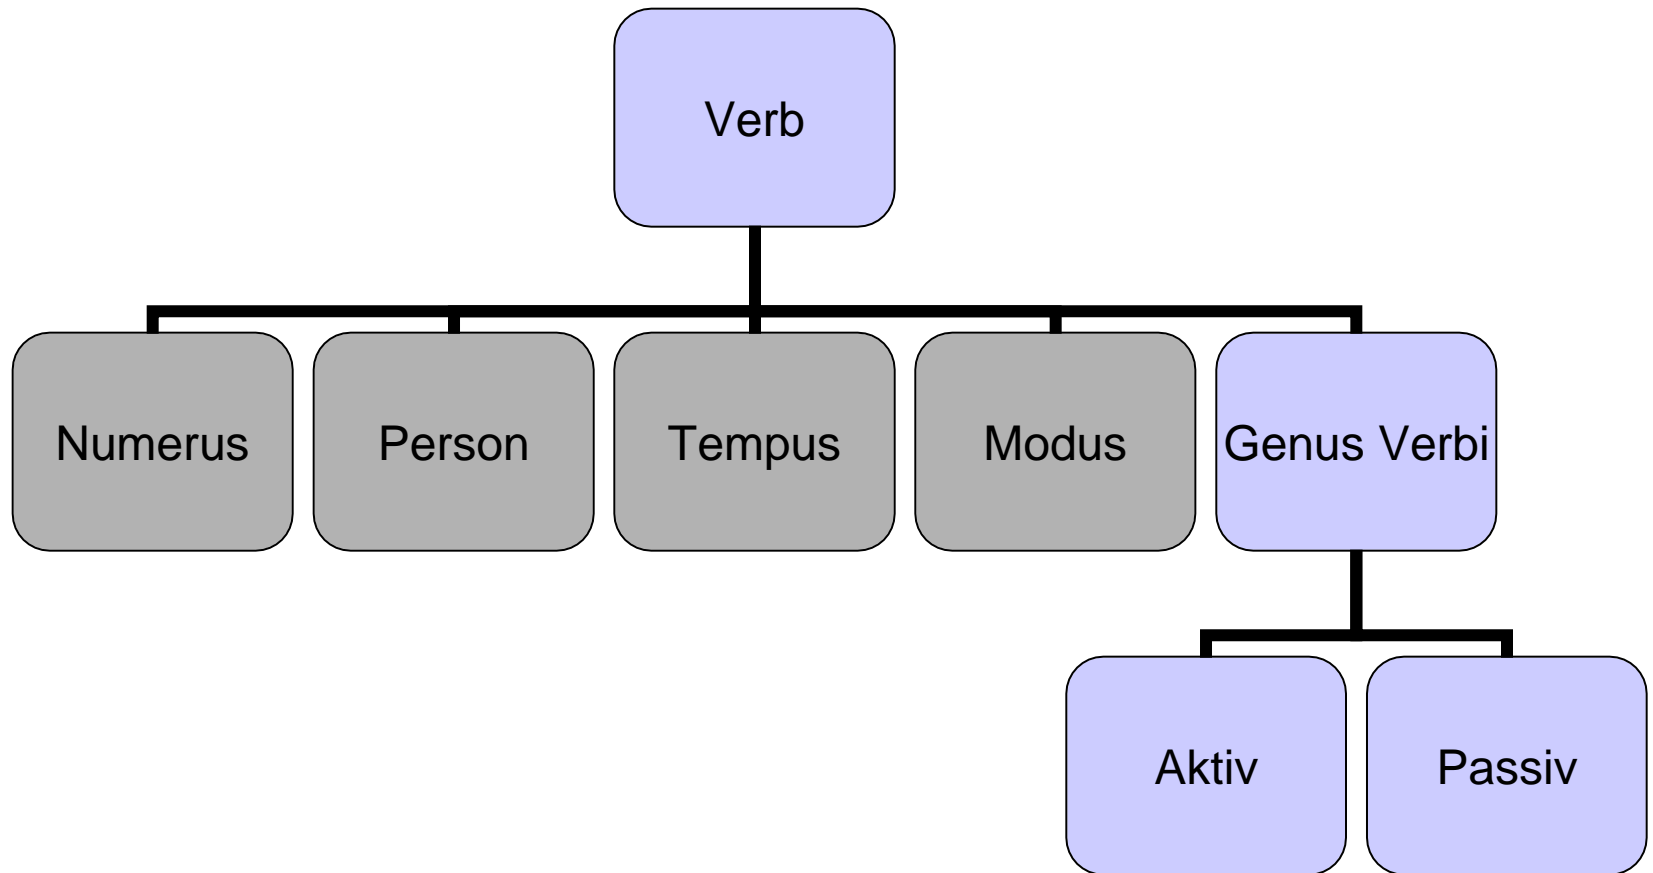 Verb
Numerus
Person
Tempus
Modus
Genus Verbi
Aktiv
Passiv